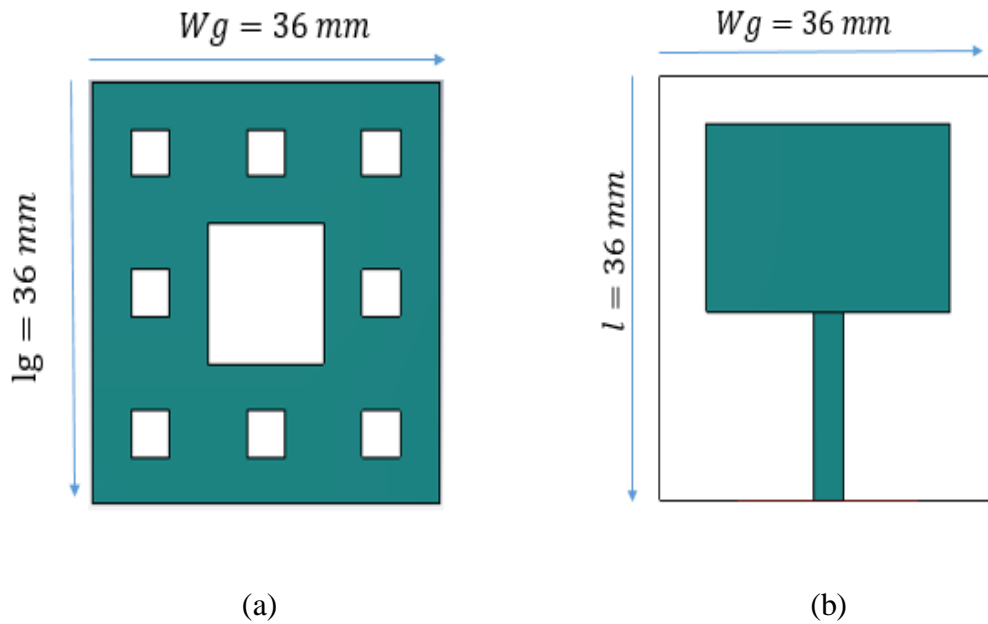 Wg = 36 mm
lg = 36 mm
(a)
Wg = 36 mm
l = 36 mm
(b)